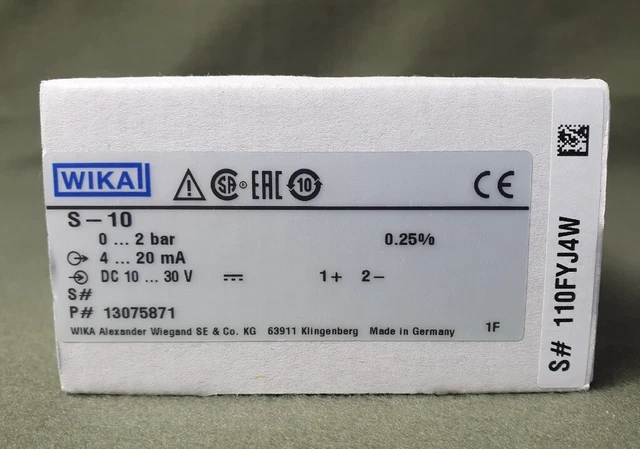 WIKA
SA ® EAC 10 CE
S-10
0 ... 2 bar 0.25%
4 ... 20 mA
DC 10 ... 30 V 1+ 2-
S#
P# 13075871
WIKA Alexander Wiegand SE & Co. KG 63911 Klingenberg Made in Germany 1F
S# 110FYJ4W